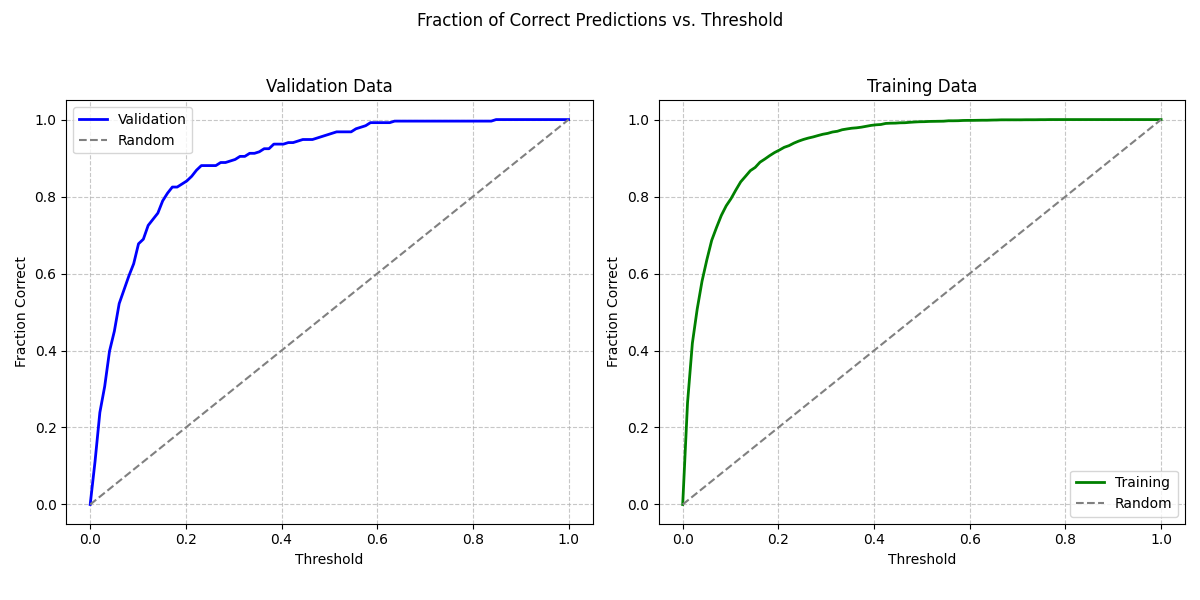 Fraction of Correct Predictions vs. Threshold
Validation Data
Validation
Random
1.0
0.8
0.6
0.4
0.2
0.0
Fraction Correct
0.0 0.2 0.4 0.6 0.8 1.0
Threshold
Training Data
1.0
0.8
0.6
0.4
0.2
0.0
Fraction Correct
Training
Random
0.0 0.2 0.4 0.6 0.8 1.0
Threshold